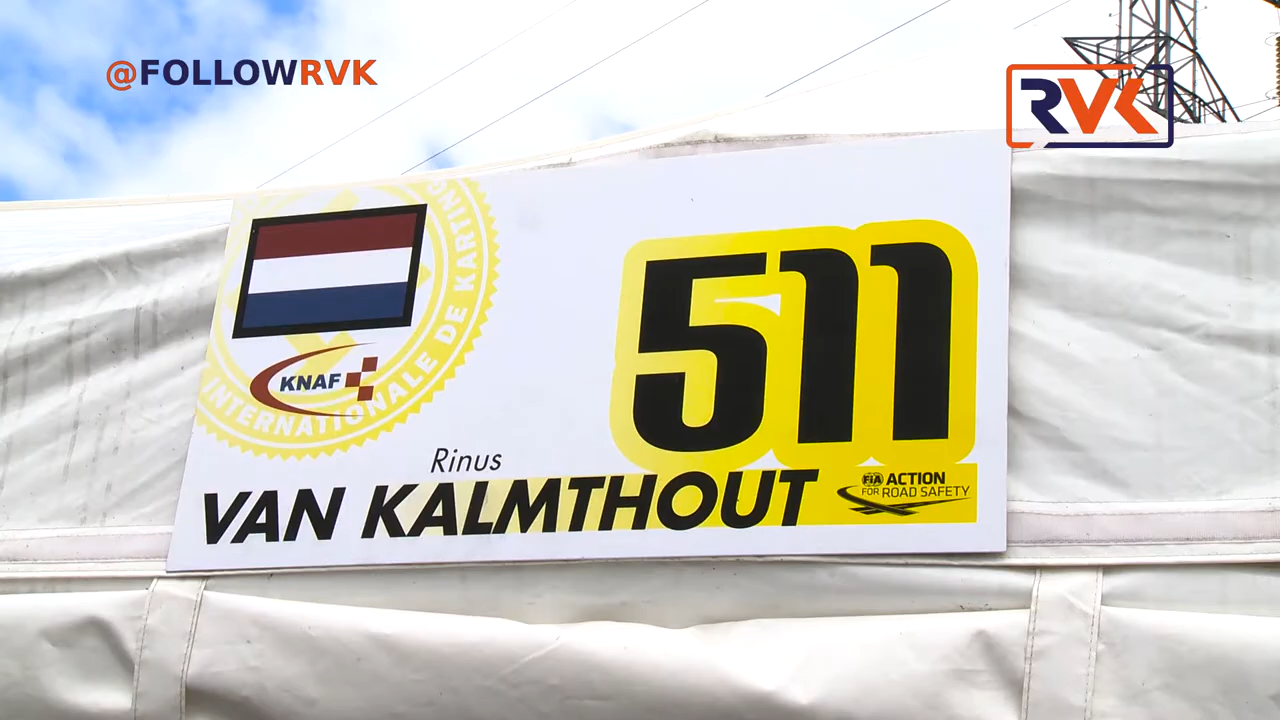 @FOLLOWRVK
RVK
INTERNATIONALE DE KARTING
KNAF
511
Rinus
VAN KALMTHOUT
FiA ACTION
FOR ROAD SAFETY